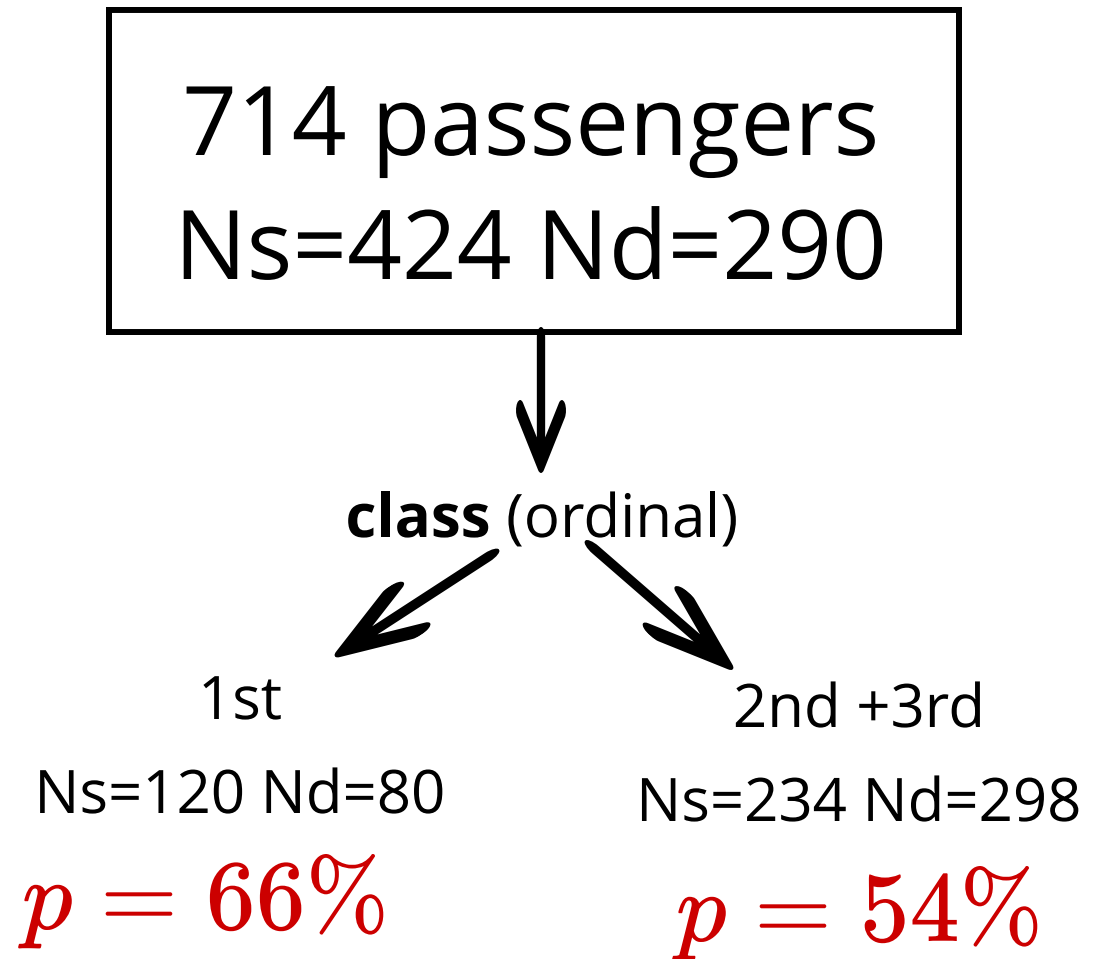 714 passengers
Ns=424 Nd=290
class (ordinal)
1st
2nd +3rd
Ns=120 Nd=80
Ns=234 Nd=298
p = 66%
p = 54%